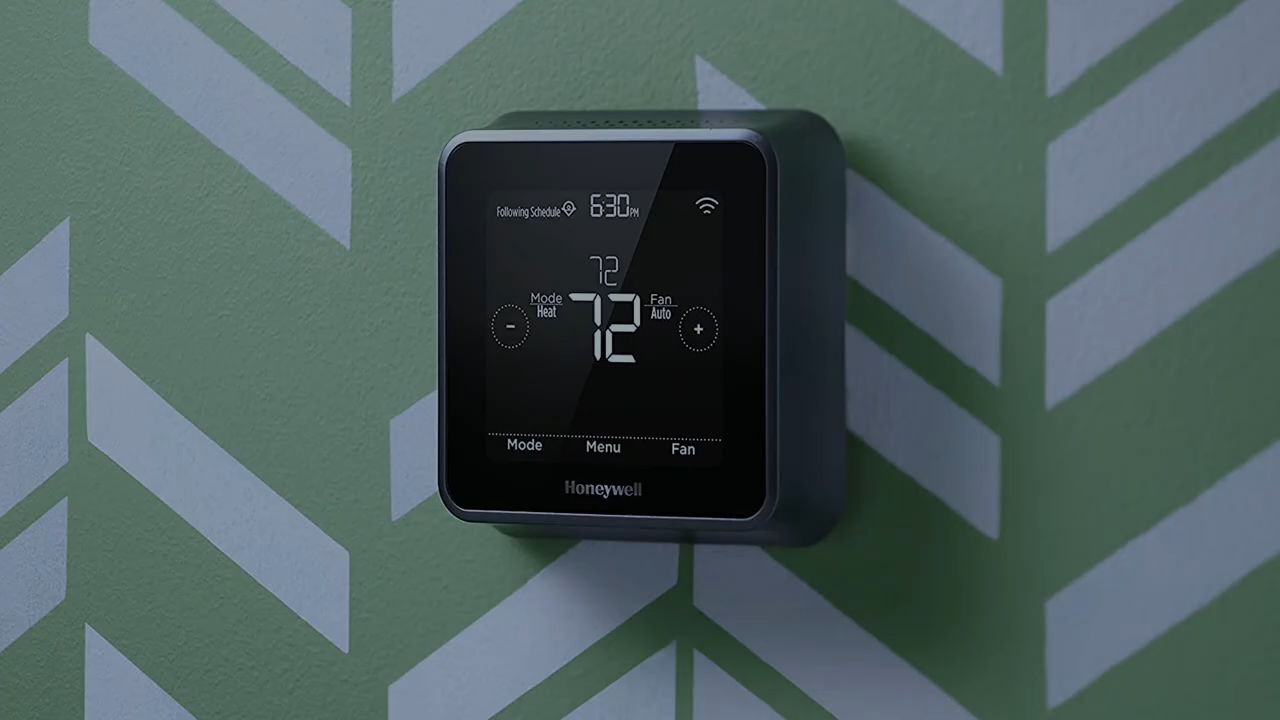 Following Schedule 6:30PM
72
Mode 72 Fan
Heat Auto
- +
Mode Menu Fan
Honeywell